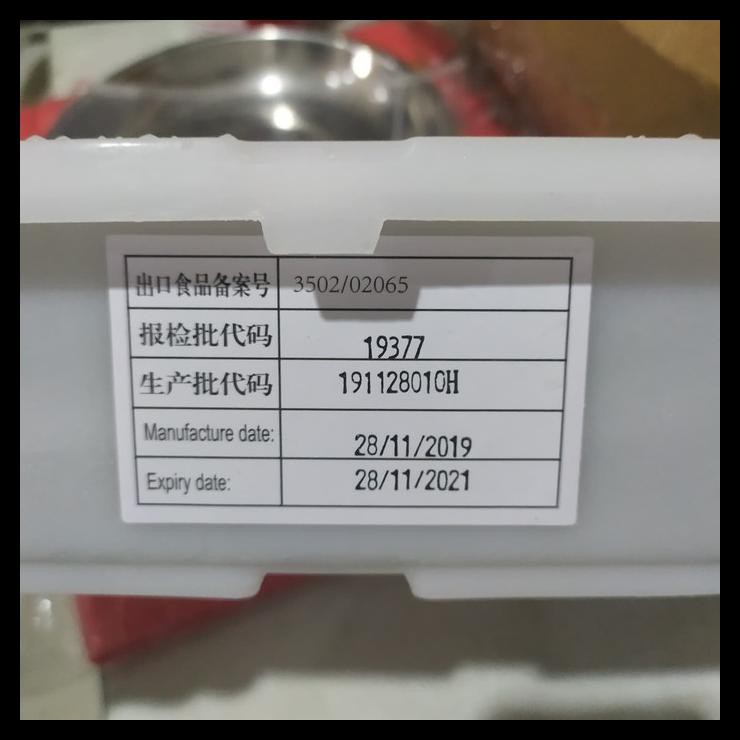 出口食品备案号 3502/02065
报检批代码 19377
生产批代码 191128010H
Manufacture date: 28/11/2019
Expiry date: 28/11/2021